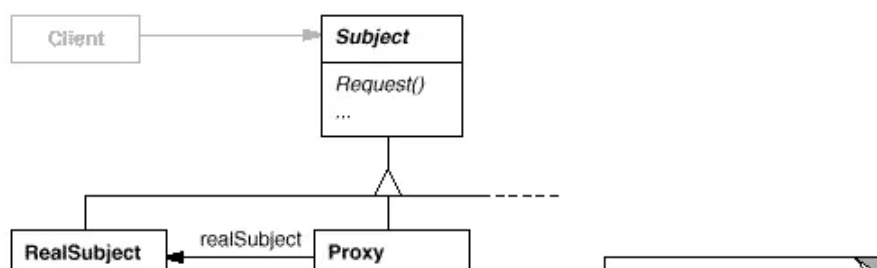 Client
Subject
Request()
...
realSubject
RealSubject
Proxy